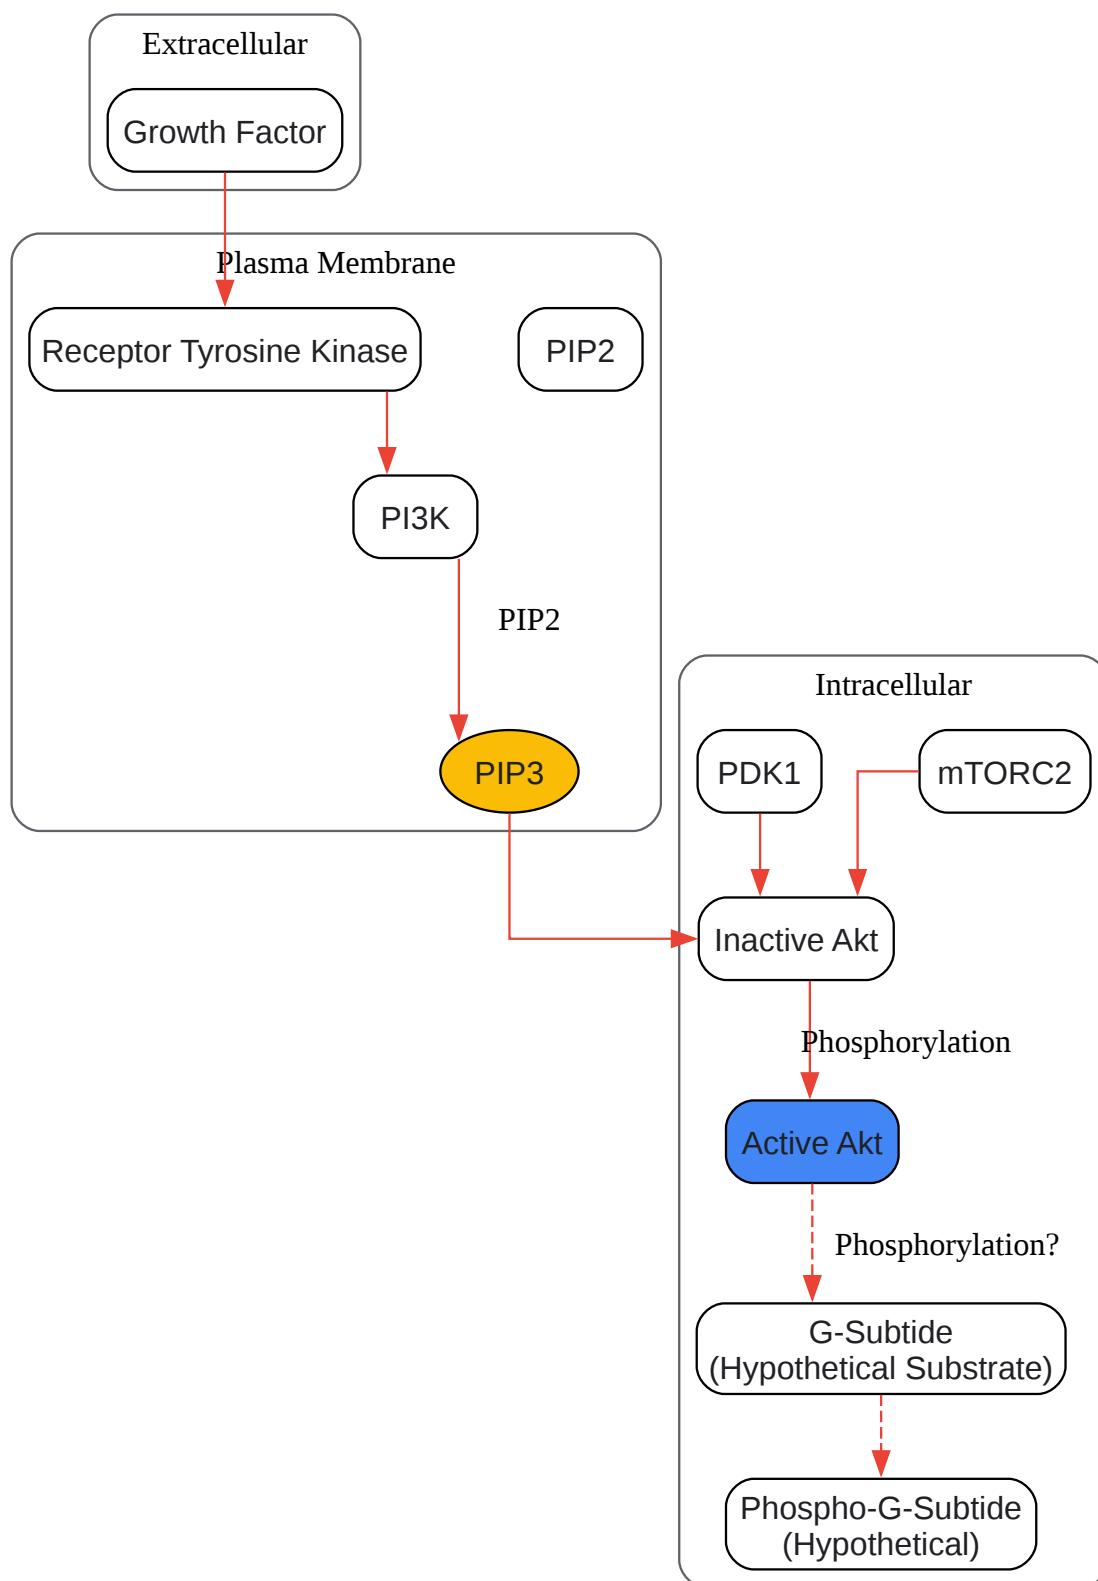 Extracellular
Growth Factor
Plasma Membrane
Receptor Tyrosine Kinase
PIP2
PI3K
PIP2
PIP3
Intracellular
PDK1
mTORC2
Inactive Akt
Phosphorylation
Active Akt
Phosphorylation?
G-Subtide
(Hypothetical Substrate)
Phospho-G-Subtide
(Hypothetical)